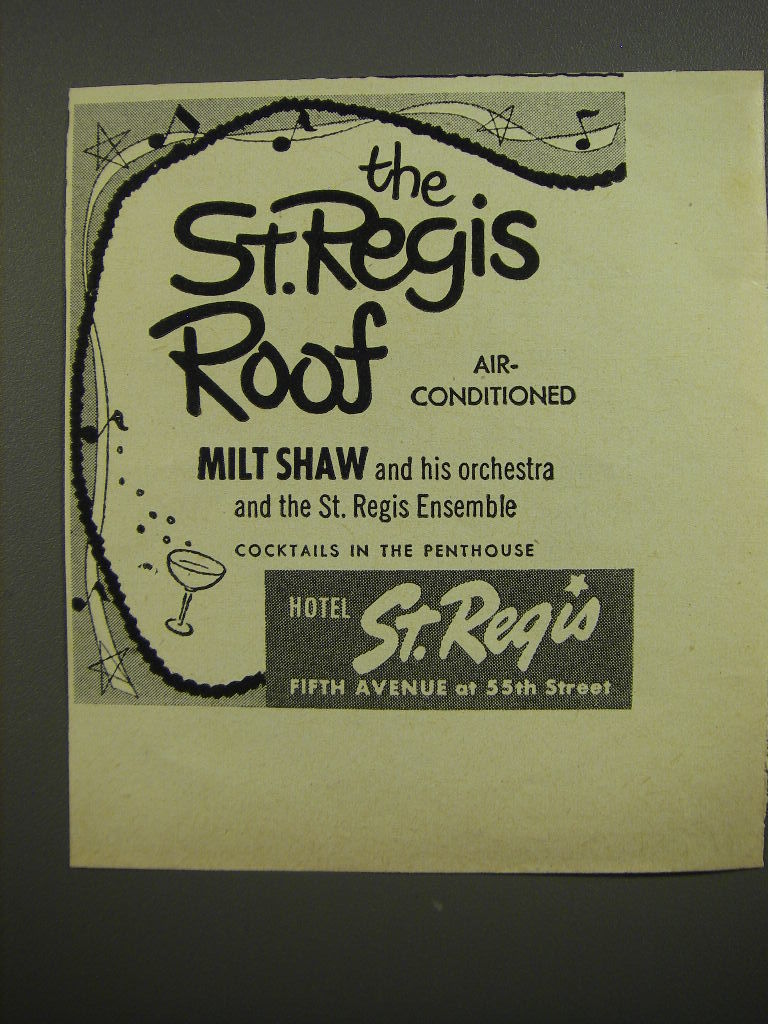 the
St. Regis
Roof
AIR-
CONDITIONED
MILT SHAW and his orchestra
and the St. Regis Ensemble
COCKTAILS IN THE PENTHOUSE
HOTEL St. Regis
FIFTH AVENUE at 55th Street